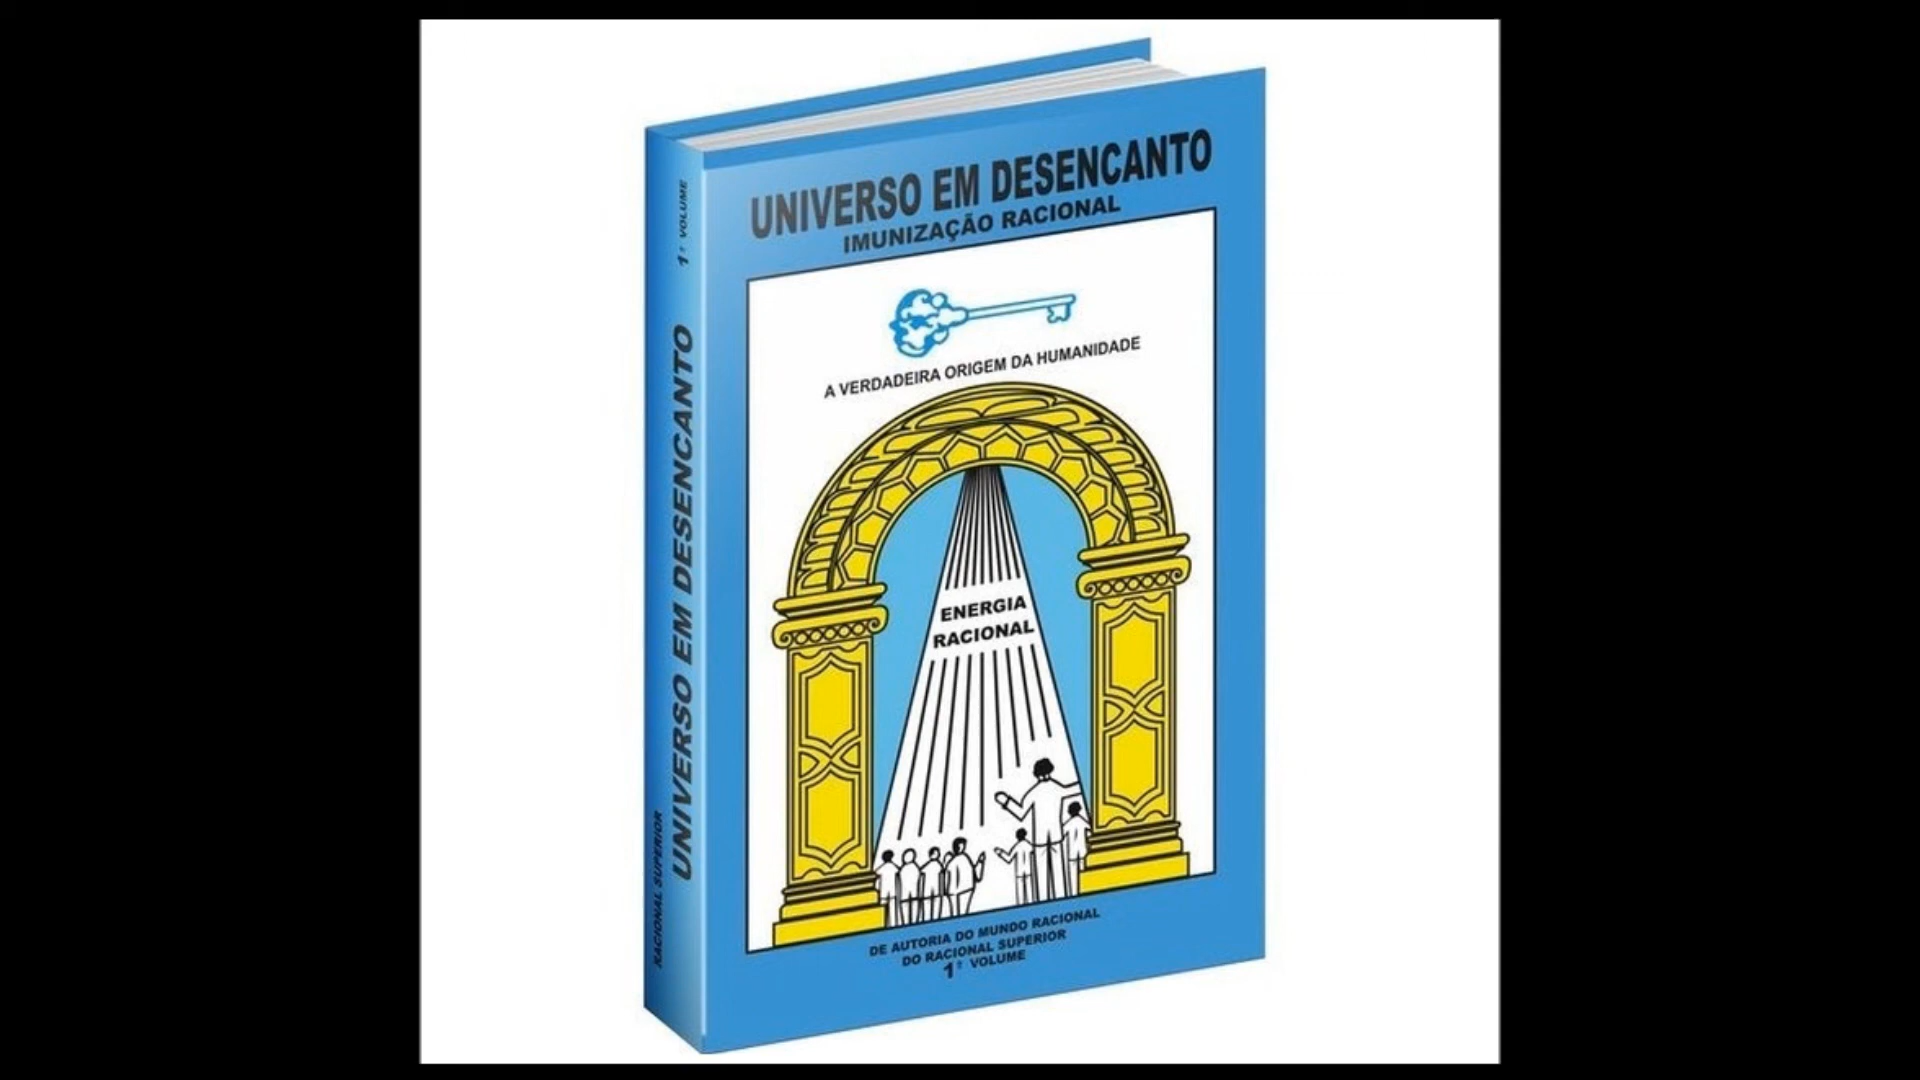 UNIVERSO EM DESENCANTO
IMUNIZAÇÃO RACIONAL
A VERDADEIRA ORIGEM DA HUMANIDADE
ENERGIA
RACIONAL
DE AUTORIA DO MUNDO RACIONAL
DO RACIONAL SUPERIOR
1º VOLUME
1º VOLUME
UNIVERSO EM DESENCANTO
RACIONAL SUPERIOR